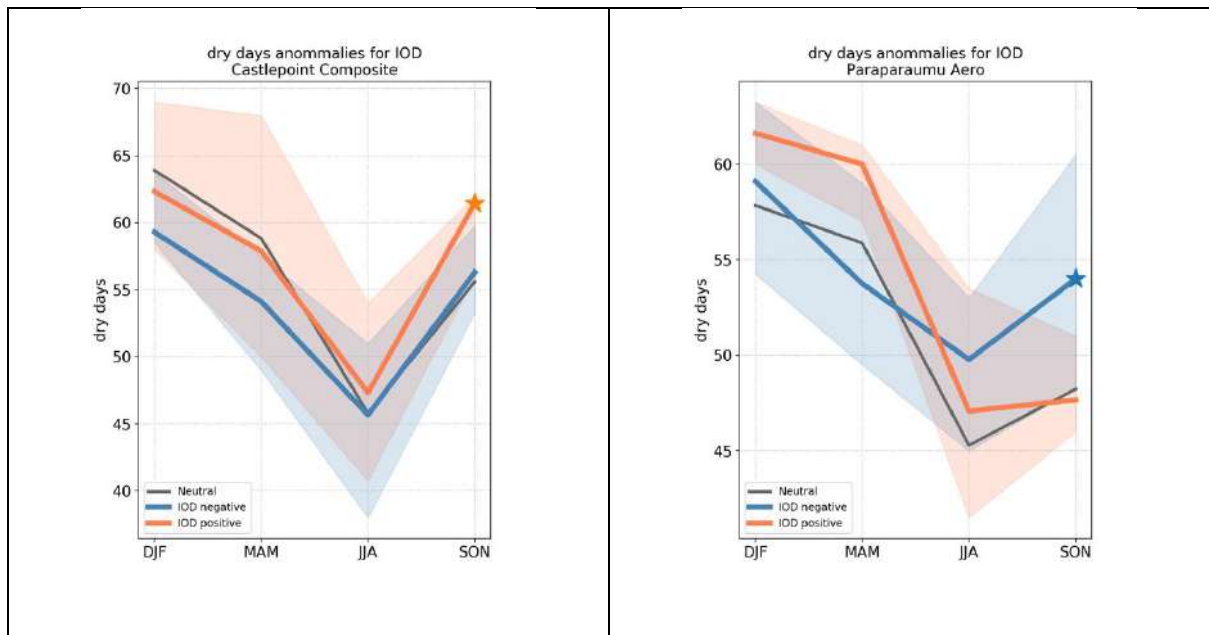 dry days anommalies for IOD
Castlepoint Composite
70
65
60
55
50
45
40
dry days
Neutral
IOD negative
IOD positive
DJF MAM JJA SON
dry days anommalies for IOD
Paraparaumu Aero
60
55
50
45
dry days
Neutral
IOD negative
IOD positive
DJF MAM JJA SON